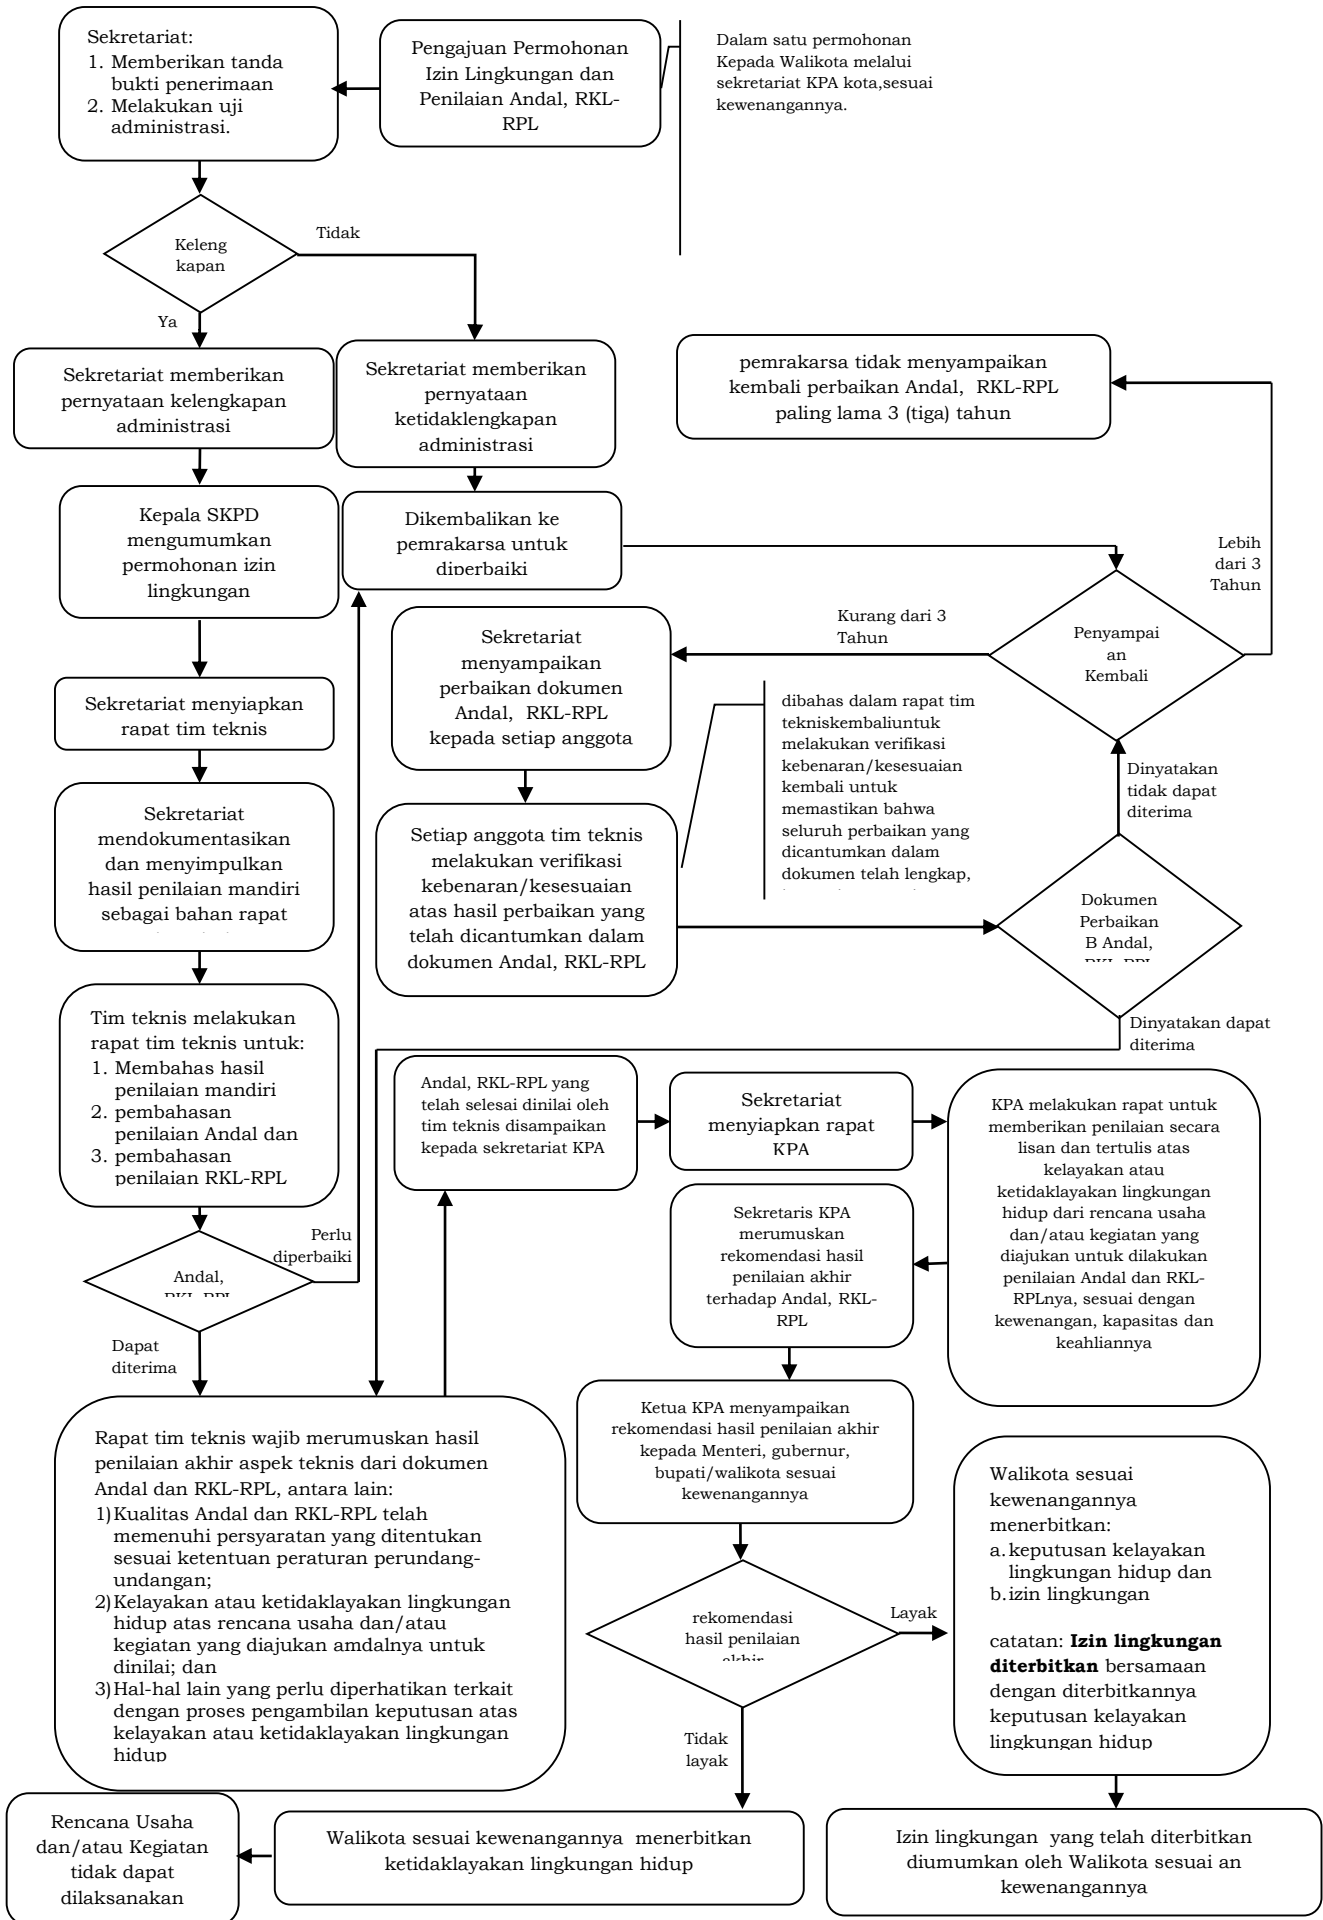 Sekretariat:
1. Memberikan tanda
bukti penerimaan
2. Melakukan uji
administrasi.
Pengajuan Permohonan
Izin Lingkungan dan
Penilaian Andal, RKL-
RPL
Dalam satu permohonan
Kepada Walikota melalui
sekretariat KPA kota,sesuai
kewenangannya.
Keleng
kapan
Tidak
Ya
Sekretariat memberikan
pernyataan kelengkapan
administrasi
Sekretariat memberikan
pernyataan
ketidaklengkapan
administrasi
pemrakarsa tidak menyampaikan
kembali perbaikan Andal, RKL-RPL
paling lama 3 (tiga) tahun
Kepala SKPD
mengumumkan
permohonan izin
lingkungan
Dikembalikan ke
pemrakarsa untuk
diperbaiki
Lebih
dari 3
Tahun
Kurang dari 3
Tahun
Penyampai
an
Kembali
Sekretariat
menyampaikan
perbaikan dokumen
Andal, RKL-RPL
kepada setiap anggota
Sekretariat menyiapkan
rapat tim teknis
dibahas dalam rapat tim
tekniskembaliuntuk
melakukan verifikasi
kebenaran/kesesuaian
kembali untuk
memastikan bahwa
seluruh perbaikan yang
dicantumkan dalam
dokumen telah lengkap,
Dinyatakan
tidak dapat
diterima
Sekretariat
mendokumentasikan
dan menyimpulkan
hasil penilaian mandiri
sebagai bahan rapat
Setiap anggota tim teknis
melakukan verifikasi
kebenaran/kesesuaian
atas hasil perbaikan yang
telah dicantumkan dalam
dokumen Andal, RKL-RPL
Dokumen
Perbaikan
B Andal,
RKL-RPL
Dinyatakan dapat
diterima
Tim teknis melakukan
rapat tim teknis untuk:
1. Membahas hasil
penilaian mandiri
2. pembahasan
penilaian Andal dan
3. pembahasan
penilaian RKL-RPL
Andal, RKL-RPL yang
telah selesai dinilai oleh
tim teknis disampaikan
kepada sekretariat KPA
Sekretariat
menyiapkan rapat
KPA
KPA melakukan rapat untuk
memberikan penilaian secara
lisan dan tertulis atas
kelayakan atau
ketidaklayakan lingkungan
hidup dari rencana usaha
dan/atau kegiatan yang
diajukan untuk dilakukan
penilaian Andal dan RKL-
RPLnya, sesuai dengan
kewenangan, kapasitas dan
keahliannya
Sekretaris KPA
merumuskan
rekomendasi hasil
penilaian akhir
terhadap Andal, RKL-
RPL
Perlu
diperbaiki
Andal,
RKL-RPL
Dapat
diterima
Ketua KPA menyampaikan
rekomendasi hasil penilaian akhir
kepada Menteri, gubernur,
bupati/walikota sesuai
kewenangannya
Rapat tim teknis wajib merumuskan hasil
penilaian akhir aspek teknis dari dokumen
Andal dan RKL-RPL, antara lain:
1)Kualitas Andal dan RKL-RPL telah
memenuhi persyaratan yang ditentukan
sesuai ketentuan peraturan perundang-
undangan;
2)Kelayakan atau ketidaklayakan lingkungan
hidup atas rencana usaha dan/atau
kegiatan yang diajukan amdalnya untuk
dinilai; dan
3)Hal-hal lain yang perlu diperhatikan terkait
dengan proses pengambilan keputusan atas
kelayakan atau ketidaklayakan lingkungan
hidup
rekomendasi
hasil penilaian
akhir
Layak
Tidak
layak
Walikota sesuai
kewenangannya
menerbitkan:
a.keputusan kelayakan
lingkungan hidup dan
b.izin lingkungan
catatan: Izin lingkungan
diterbitkan bersamaan
dengan diterbitkannya
keputusan kelayakan
lingkungan hidup
Rencana Usaha
dan/atau Kegiatan
tidak dapat
dilaksanakan
Walikota sesuai kewenangannya menerbitkan
ketidaklayakan lingkungan hidup
Izin lingkungan yang telah diterbitkan
diumumkan oleh Walikota sesuai an
kewenangannya